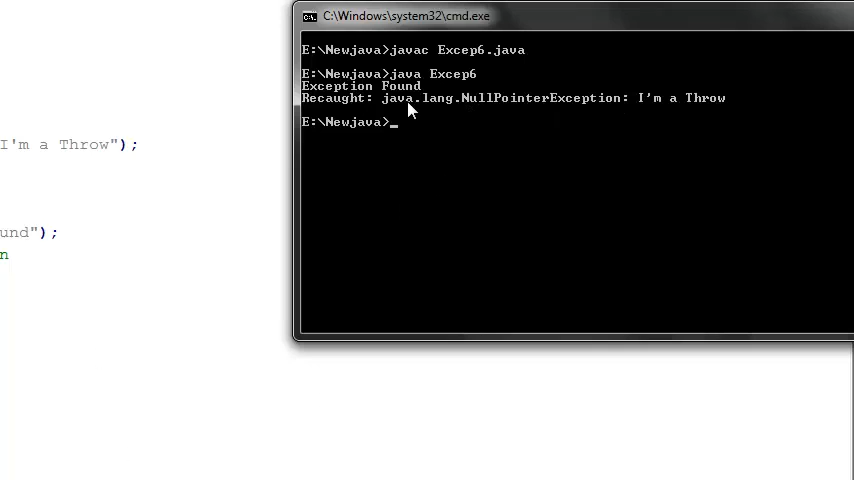 C:\Windows\system32\cmd.exe
E:\Newjava>javac Excep6.java
E:\Newjava>java Excep6
Exception Found
Recaught: java.lang.NullPointerException: I'm a Throw
E:\Newjava>_
I'm a Throw");
und");
n